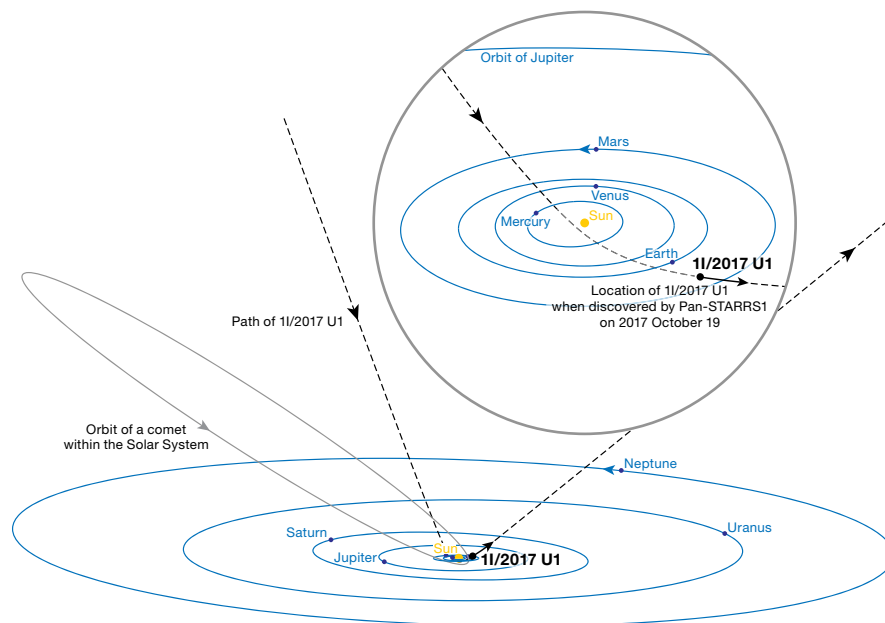 Orbit of Jupiter
Mars
Venus
Sun
Mercury
Earth
1I/2017 U1
Location of 1I/2017 U1
when discovered by Pan-STARRS1
on 2017 October 19
Path of 1I/2017 U1
Orbit of a comet
within the Solar System
Neptune
Uranus
Saturn
Sun
Jupiter
1I/2017 U1